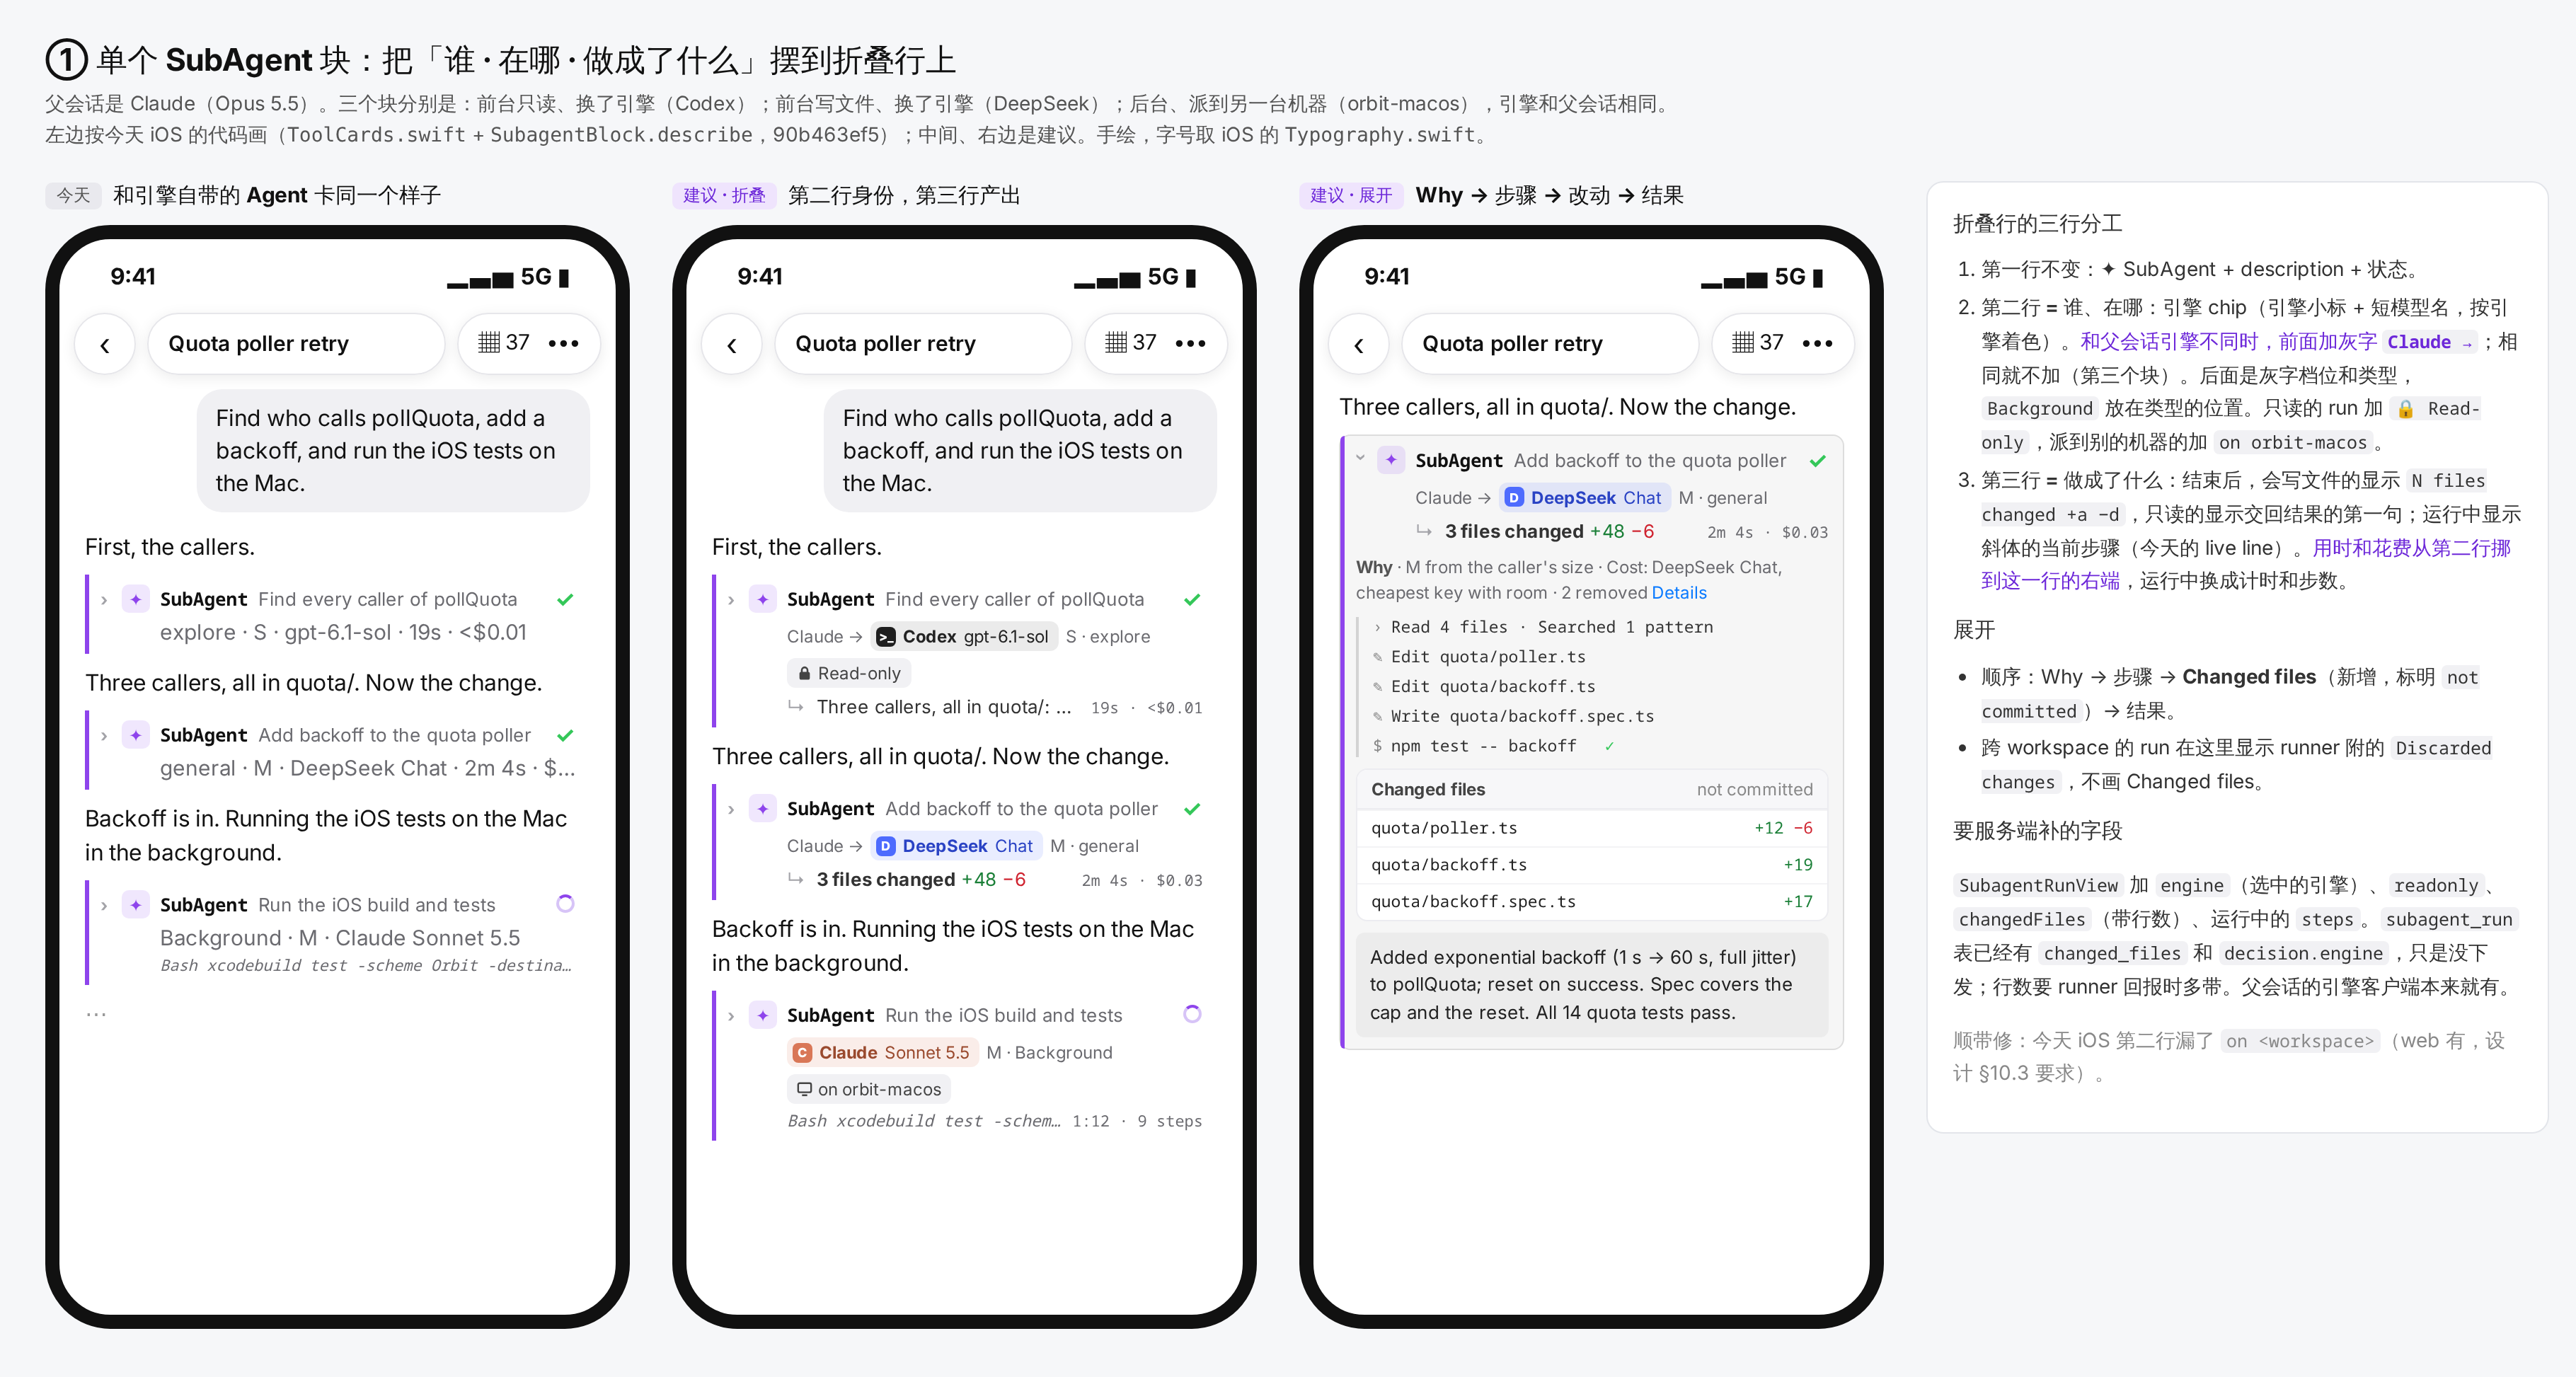 ① 单个 SubAgent 块：把「谁 · 在哪 · 做成了什么」摆到折叠行上
父会话是 Claude（Opus 5.5）。三个块分别是：前台只读、换了引擎（Codex）；前台写文件、换了引擎（DeepSeek）；后台、派到另一台机器（orbit-macos），引擎和父会话相同。
左边按今天 iOS 的代码画（ToolCards.swift + SubagentBlock.describe，90b463ef5）；中间、右边是建议。手绘，字号取 iOS 的 Typography.swift。
今天 和引擎自带的 Agent 卡同一个样子
9:41 5G
‹ Quota poller retry 37 •••
Find who calls pollQuota, add a
backoff, and run the iOS tests on
the Mac.
First, the callers.
› ✦ SubAgent Find every caller of pollQuota ✓
explore · S · gpt-6.1-sol · 19s · <$0.01
Three callers, all in quota/. Now the change.
› ✦ SubAgent Add backoff to the quota poller ✓
general · M · DeepSeek Chat · 2m 4s · $...
Backoff is in. Running the iOS tests on the Mac
in the background.
› ✦ SubAgent Run the iOS build and tests
Background · M · Claude Sonnet 5.5
Bash xcodebuild test -scheme Orbit -destina…
...
建议 · 折叠 第二行身份，第三行产出
9:41 5G
‹ Quota poller retry 37 •••
Find who calls pollQuota, add a
backoff, and run the iOS tests on
the Mac.
First, the callers.
› ✦ SubAgent Find every caller of pollQuota ✓
Claude → >_ Codex gpt-6.1-sol S · explore
Read-only
↳ Three callers, all in quota/: ... 19s · <$0.01
Three callers, all in quota/. Now the change.
› ✦ SubAgent Add backoff to the quota poller ✓
Claude → D DeepSeek Chat M · general
↳ 3 files changed +48 −6 2m 4s · $0.03
Backoff is in. Running the iOS tests on the Mac
in the background.
› ✦ SubAgent Run the iOS build and tests
C Claude Sonnet 5.5 M · Background
on orbit-macos
Bash xcodebuild test -schem… 1:12 · 9 steps
建议 · 展开 Why → 步骤 → 改动 → 结果
9:41 5G
‹ Quota poller retry 37 •••
Three callers, all in quota/. Now the change.
⌄ ✦ SubAgent Add backoff to the quota poller ✓
Claude → D DeepSeek Chat M · general
↳ 3 files changed +48 −6 2m 4s · $0.03
Why · M from the caller's size · Cost: DeepSeek Chat,
cheapest key with room · 2 removed Details
› Read 4 files · Searched 1 pattern
✎ Edit quota/poller.ts
✎ Edit quota/backoff.ts
✎ Write quota/backoff.spec.ts
$ npm test -- backoff ✓
Changed files not committed
quota/poller.ts +12 −6
quota/backoff.ts +19
quota/backoff.spec.ts +17
Added exponential backoff (1 s → 60 s, full jitter)
to pollQuota; reset on success. Spec covers the
cap and the reset. All 14 quota tests pass.
折叠行的三行分工
1. 第一行不变：✦ SubAgent + description + 状态。
2. 第二行 = 谁、在哪：引擎 chip（引擎小标 + 短模型名，按引
擎着色）。和父会话引擎不同时，前面加灰字 Claude →；相
同就不加（第三个块）。后面是灰字档位和类型，
Background 放在类型的位置。只读的 run 加 🔒 Read-
only，派到别的机器的加 on orbit-macos。
3. 第三行 = 做成了什么：结束后，会写文件的显示 N files
changed +a −d，只读的显示交回结果的第一句；运行中显示
斜体的当前步骤（今天的 live line）。用时和花费从第二行挪
到这一行的右端，运行中换成计时和步数。
展开
• 顺序：Why → 步骤 → Changed files（新增，标明 not
committed）→ 结果。
• 跨 workspace 的 run 在这里显示 runner 附的 Discarded
changes，不画 Changed files。
要服务端补的字段
SubagentRunView 加 engine（选中的引擎）、readonly、
changedFiles（带行数）、运行中的 steps。subagent_run
表已经有 changed_files 和 decision.engine，只是没下
发；行数要 runner 回报时多带。父会话的引擎客户端本来就有。
顺带修：今天 iOS 第二行漏了 on <workspace>（web 有，设
计 §10.3 要求）。